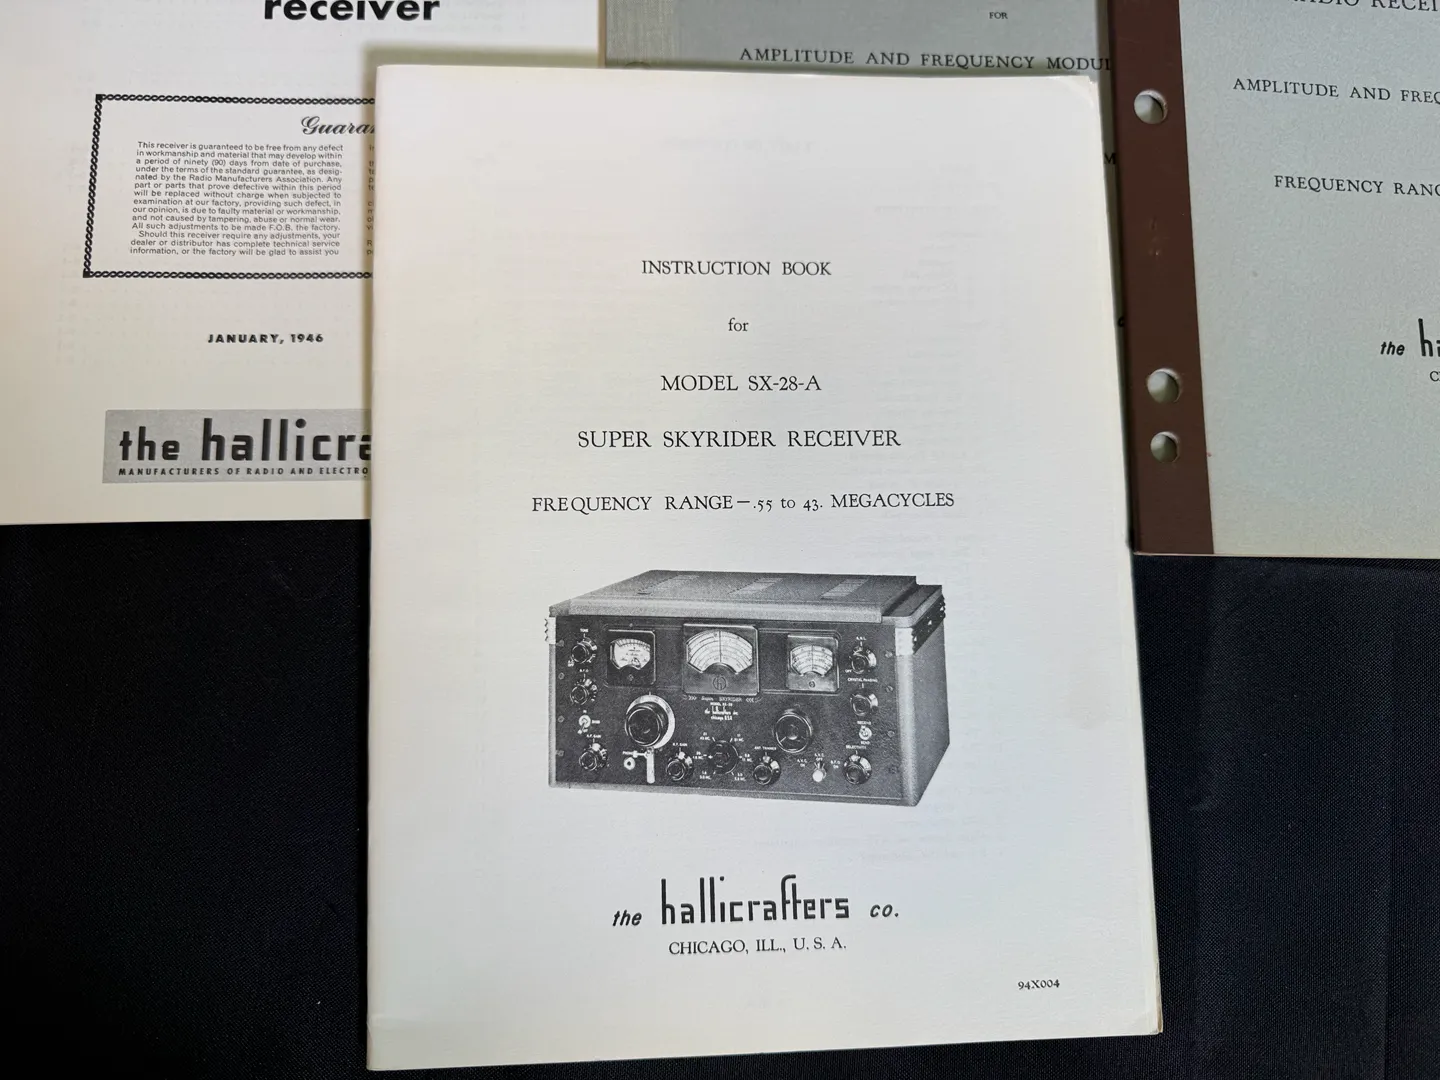 receiver
Guaran
This receiver is guaranteed to be free from any defect
in workmanship and material that may develop within
a period of ninety (90) days from date of purchase,
under the terms of the standard guarantee, as desig-
nated by the Radio Manufacturers Association. Any
part or parts that prove defective within this period
will be replaced without charge when subjected to
examination at our factory, providing such defect, in
our opinion, is due to faulty material or workmanship,
and not caused by tampering, abuse or normal wear.
All such adjustments to be made F.O.B. the factory.
Should this receiver require any adjustments, your
dealer or distributor has complete technical service
information, or the factory will be glad to assist you
JANUARY, 1946
the hallicra
MANUFACTURERS OF RADIO AND ELECTRO
FOR
AMPLITUDE AND FREQUENCY MODUL
M
RADIO RECEI
AMPLITUDE AND FREQ
FREQUENCY RANG
the ha
C
INSTRUCTION BOOK
for
MODEL SX-28-A
SUPER SKYRIDER RECEIVER
FREQUENCY RANGE—.55 to 43. MEGACYCLES
the hallicrafters co.
CHICAGO, ILL., U. S. A.
94X004